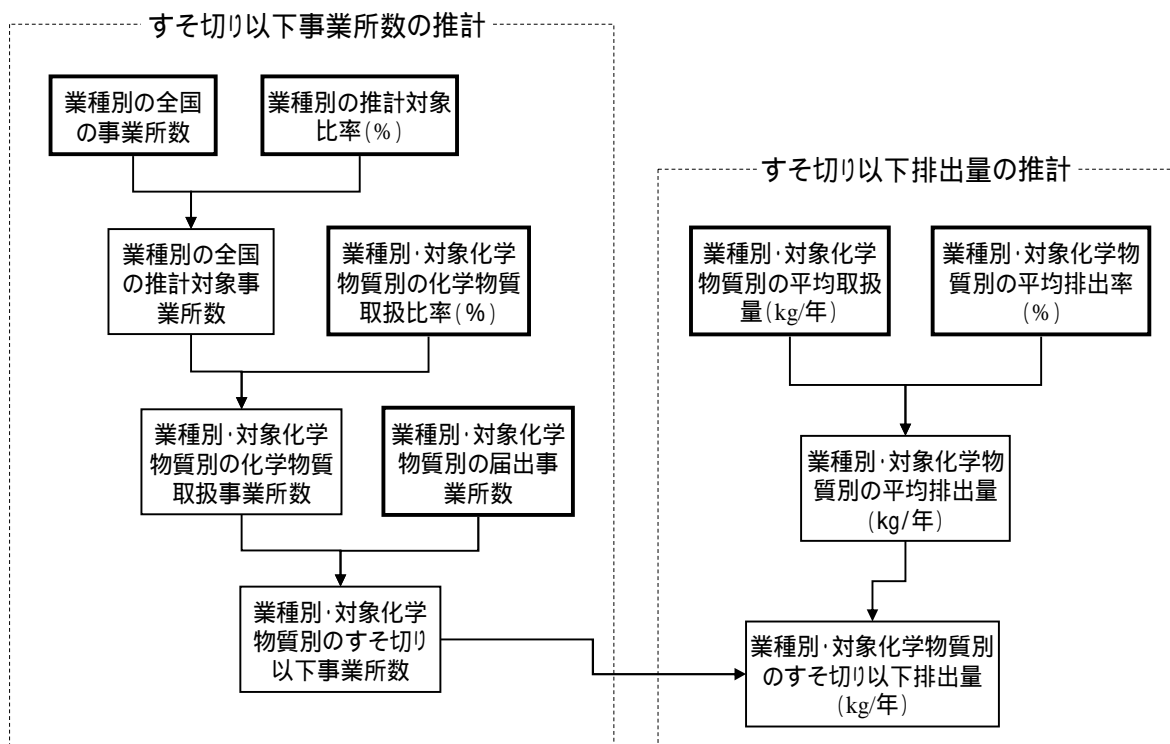 すそ切り以下事業所数の推計
業種別の全国
の事業所数
業種別の推計対象
比率(%)
業種別の全国
の推計対象事
業所数
業種別・対象化学
物質別の化学物質
取扱比率(%)
業種別・対象化学
物質別の化学物質
取扱事業所数
業種別・対象化学
物質別の届出事
業所数
業種別・対象化学
物質別のすそ切り
以下事業所数
すそ切り以下排出量の推計
業種別・対象化学
物質別の平均取扱
量(kg/年)
業種別・対象化学物
質別の平均排出率
(%)
業種別・対象化学物
質別の平均排出量
(kg/年)
業種別・対象化学物質別
のすそ切り以下排出量
(kg/年)